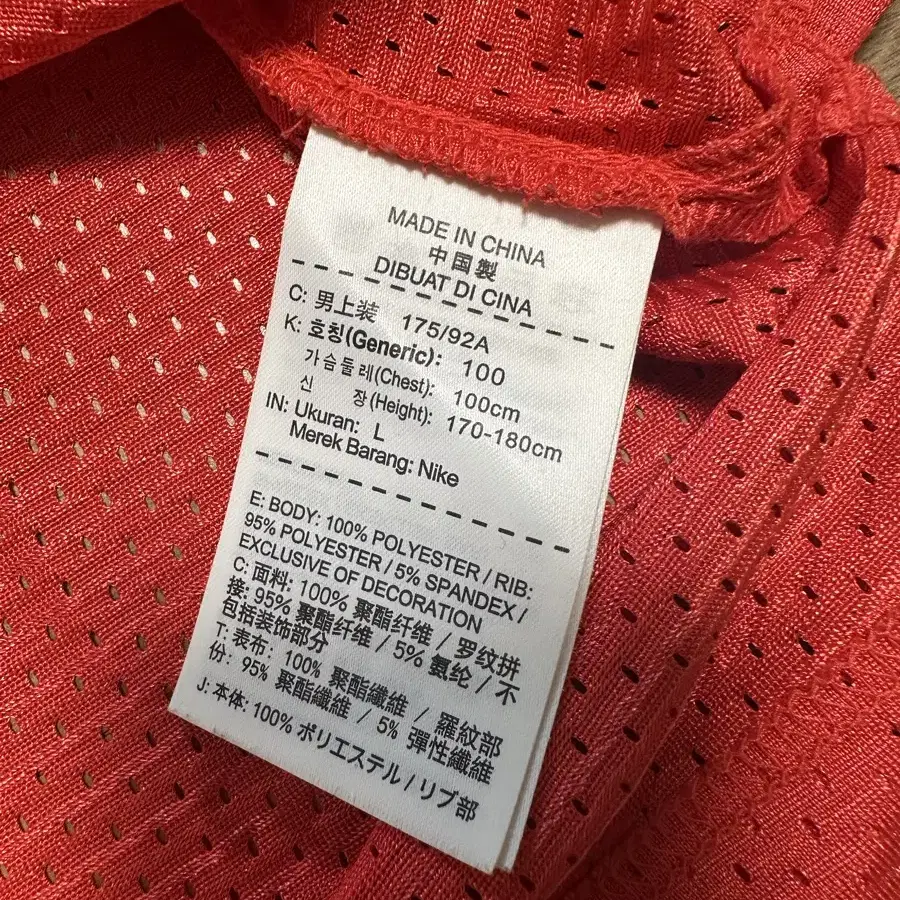 MADE IN CHINA
中国製
DIBUAT DI CINA
C: 男上装 175/92A
K: 호칭(Generic): 100
가슴둘레(Chest): 100cm
신 장(Height): 170-180cm
IN: Ukuran: L
Merek Barang: Nike
E: BODY: 100% POLYESTER / RIB:
95% POLYESTER / 5% SPANDEX /
EXCLUSIVE OF DECORATION
C: 面料: 100% 聚酯纤维 / 罗纹拼
接: 95% 聚酯纤维 / 5% 氨纶 / 不
包括装饰部分
T: 表布: 100% 聚酯纖維 / 羅紋部
份: 95% 聚酯纖維 / 5% 彈性纖維
J: 本体: 100% ポリエステル / リブ部